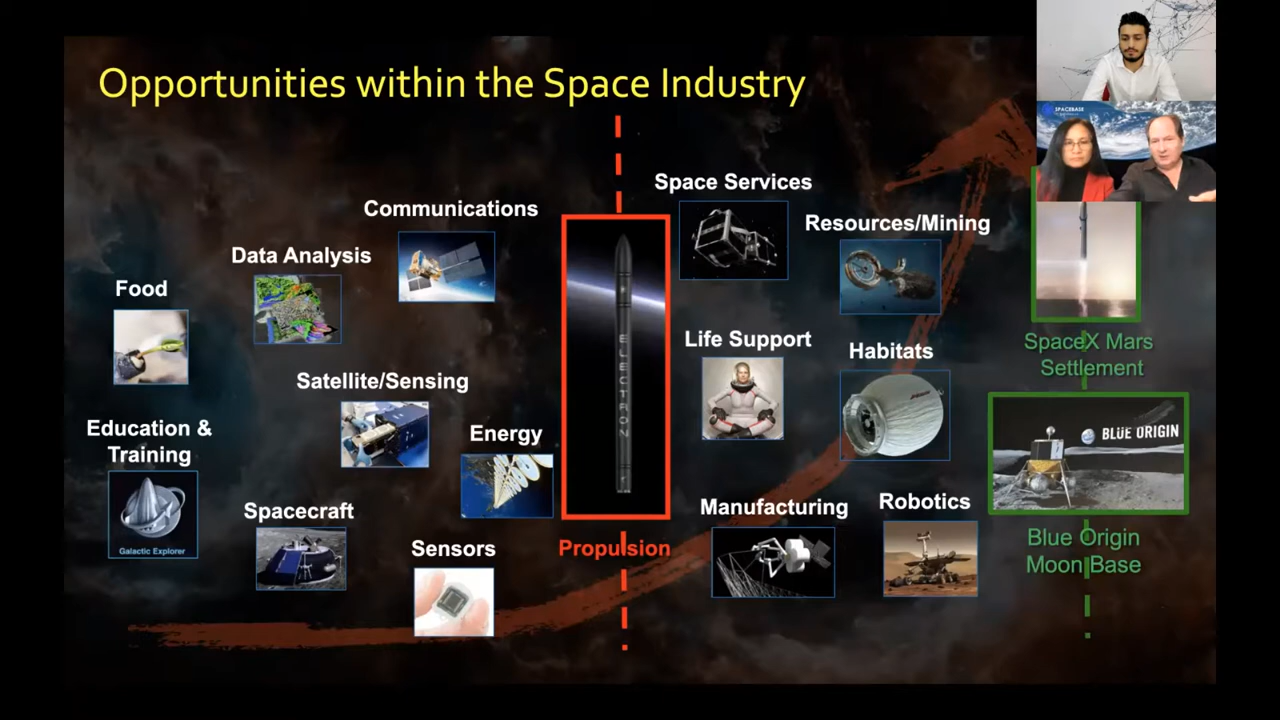 Opportunities within the Space Industry
SPACEBASE
Space Services
Communications
Resources/Mining
Data Analysis
Food
ELECTRON
Life Support
SpaceX Mars
Settlement
Habitats
Satellite/Sensing
Education &
Training
Energy
BLUE ORIGIN
Galactic Explorer
Spacecraft
Manufacturing
Robotics
Sensors
Propulsion
Blue Origin
Moon Base